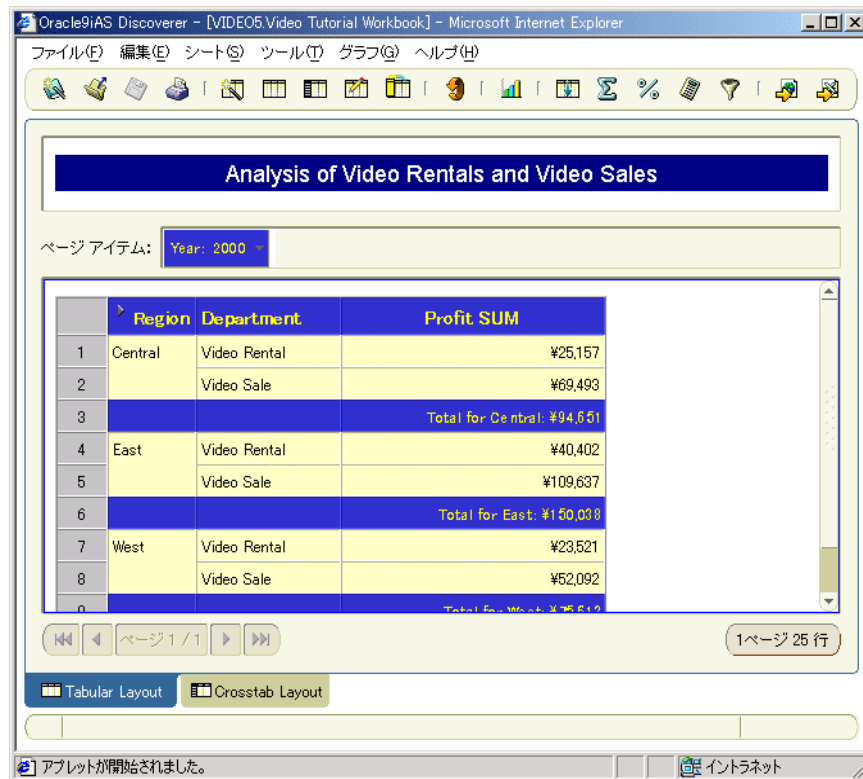 Oracle9iAS Discoverer - [VIDEO5.Video Tutorial Workbook] - Microsoft Internet Explorer
ファイル(F) 編集(E) シート(S) ツール(T) グラフ(G) ヘルプ(H)
Analysis of Video Rentals and Video Sales
ページ アイテム: Year: 2000
Region Department Profit SUM
1 Central Video Rental ¥25,157
2 Video Sale ¥69,493
3 Total for Central: ¥94,651
4 East Video Rental ¥40,402
5 Video Sale ¥109,637
6 Total for East: ¥150,038
7 West Video Rental ¥23,521
8 Video Sale ¥52,092
9 Total for West:
ページ 1 / 1 1ページ 25 行
Tabular Layout Crosstab Layout
アプレットが開始されました。 イントラネット